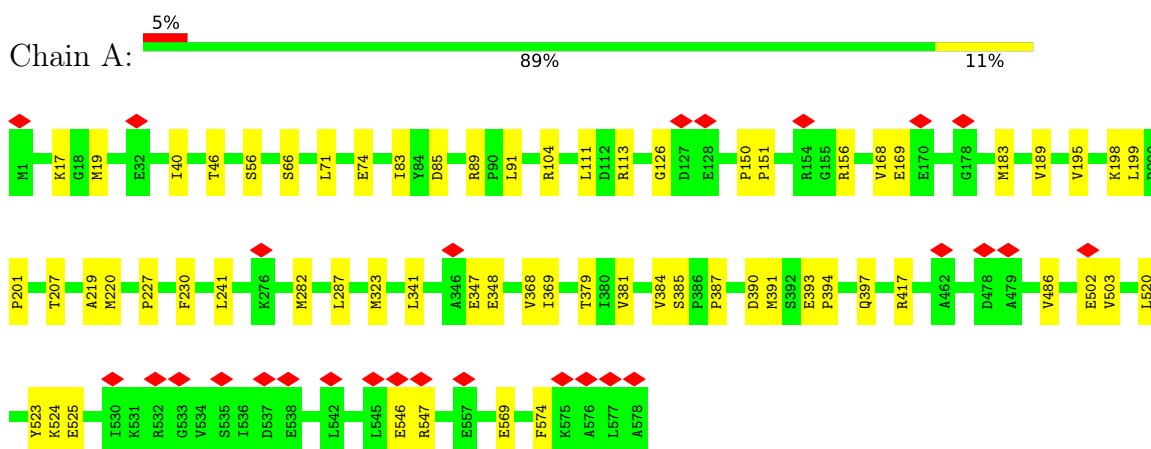 5%
Chain A:
89% 11%
M1 K17 G18 M19 E32 I40 T46 S56 S66 L71 E74 I83 Y84 D85 R89 P90 L91 R104 L111 D112 R113 G126 D127 E128 P150 P151 R154 G155 R156 V168 E169 E170 G178 M183 V189 V195 K198 L199
P201 T207 A219 M220 P227 F230 L241 K276 M282 L287 M323 L341 A346 E347 E348 V368 I369 T379 I380 V381 V384 S385 P386 P387 D390 M391 S392 E393 P394 Q397 R417 A462 D478 A479 V486 E502 V503 L520
Y523 K524 E525 I530 K531 R532 G533 V534 S535 I536 D537 E538 L542 L545 E546 R547 E557 E569 F574 K575 A576 L577 A578